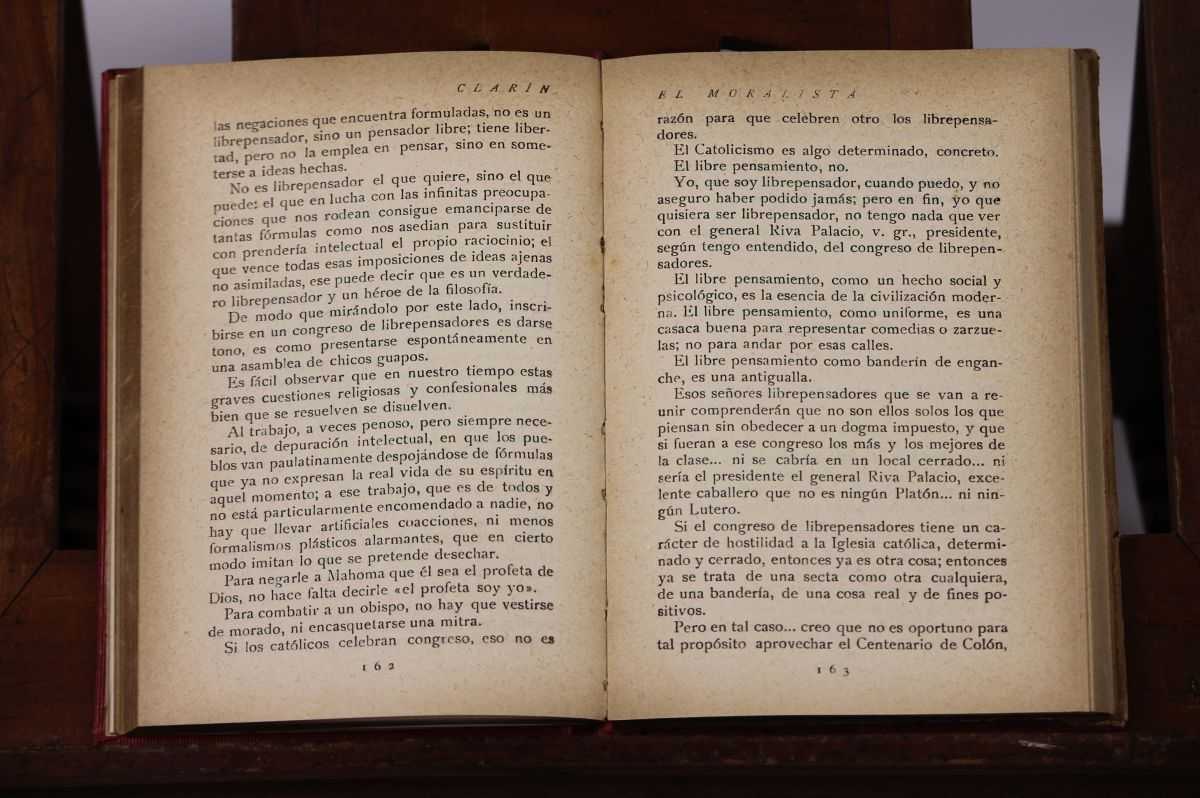 CLARÍN
las negaciones que encuentra formuladas, no es un
librepensador, sino un pensador libre; tiene liber-
tad, pero no la emplea en pensar, sino en some-
terse a ideas hechas.
No es librepensador el que quiere, sino el que
puede; el que en lucha con las infinitas preocupa-
ciones que nos rodean consigue emanciparse de
tantas fórmulas como nos asedian para sustituir
con prendería intelectual el propio raciocinio; el
que vence todas esas imposiciones de ideas ajenas
no asimiladas, ese puede decir que es un verdade-
ro librepensador y un héroe de la filosofía.
De modo que mirándolo por este lado, inscri-
birse en un congreso de librepensadores es darse
tono, es como presentarse espontáneamente en
una asamblea de chicos guapos.
Es fácil observar que en nuestro tiempo estas
graves cuestiones religiosas y confesionales más
bien que se resuelven se disuelven.
Al trabajo, a veces penoso, pero siempre nece-
sario, de depuración intelectual, en que los pue-
blos van paulatinamente despojándose de fórmulas
que ya no expresan la real vida de su espíritu en
aquel momento; a ese trabajo, que es de todos y
no está particularmente encomendado a nadie, no
hay que llevar artificiales coacciones, ni menos
formalismos plásticos alarmantes, que en cierto
modo imitan lo que se pretende desechar.
Para negarle a Mahoma que él sea el profeta de
Dios, no hace falta decirle «el profeta soy yo».
Para combatir a un obispo, no hay que vestirse
de morado, ni encasquetarse una mitra.
Si los católicos celebran congreso, eso no es
162
EL MORALISTA
razón para que celebren otro los librepensa-
dores.
El Catolicismo es algo determinado, concreto.
El libre pensamiento, no.
Yo, que soy librepensador, cuando puedo, y no
aseguro haber podido jamás; pero en fin, yo que
quisiera ser librepensador, no tengo nada que ver
con el general Riva Palacio, v. gr., presidente,
según tengo entendido, del congreso de librepen-
sadores.
El libre pensamiento, como un hecho social y
psicológico, es la esencia de la civilización moder-
na. El libre pensamiento, como uniforme, es una
casaca buena para representar comedias o zarzue-
las; no para andar por esas calles.
El libre pensamiento como banderín de engan-
che, es una antigualla.
Esos señores librepensadores que se van a re-
unir comprenderán que no son ellos solos los que
piensan sin obedecer a un dogma impuesto, y que
si fueran a ese congreso los más y los mejores de
la clase... ni se cabría en un local cerrado... ni
sería el presidente el general Riva Palacio, exce-
lente caballero que no es ningún Platón... ni nin-
gún Lutero.
Si el congreso de librepensadores tiene un ca-
rácter de hostilidad a la Iglesia católica, determi-
nado y cerrado, entonces ya es otra cosa; entonces
ya se trata de una secta como otra cualquiera,
de una bandería, de una cosa real y de fines po-
sitivos.
Pero en tal caso... creo que no es oportuno para
tal propósito aprovechar el Centenario de Colón,
163